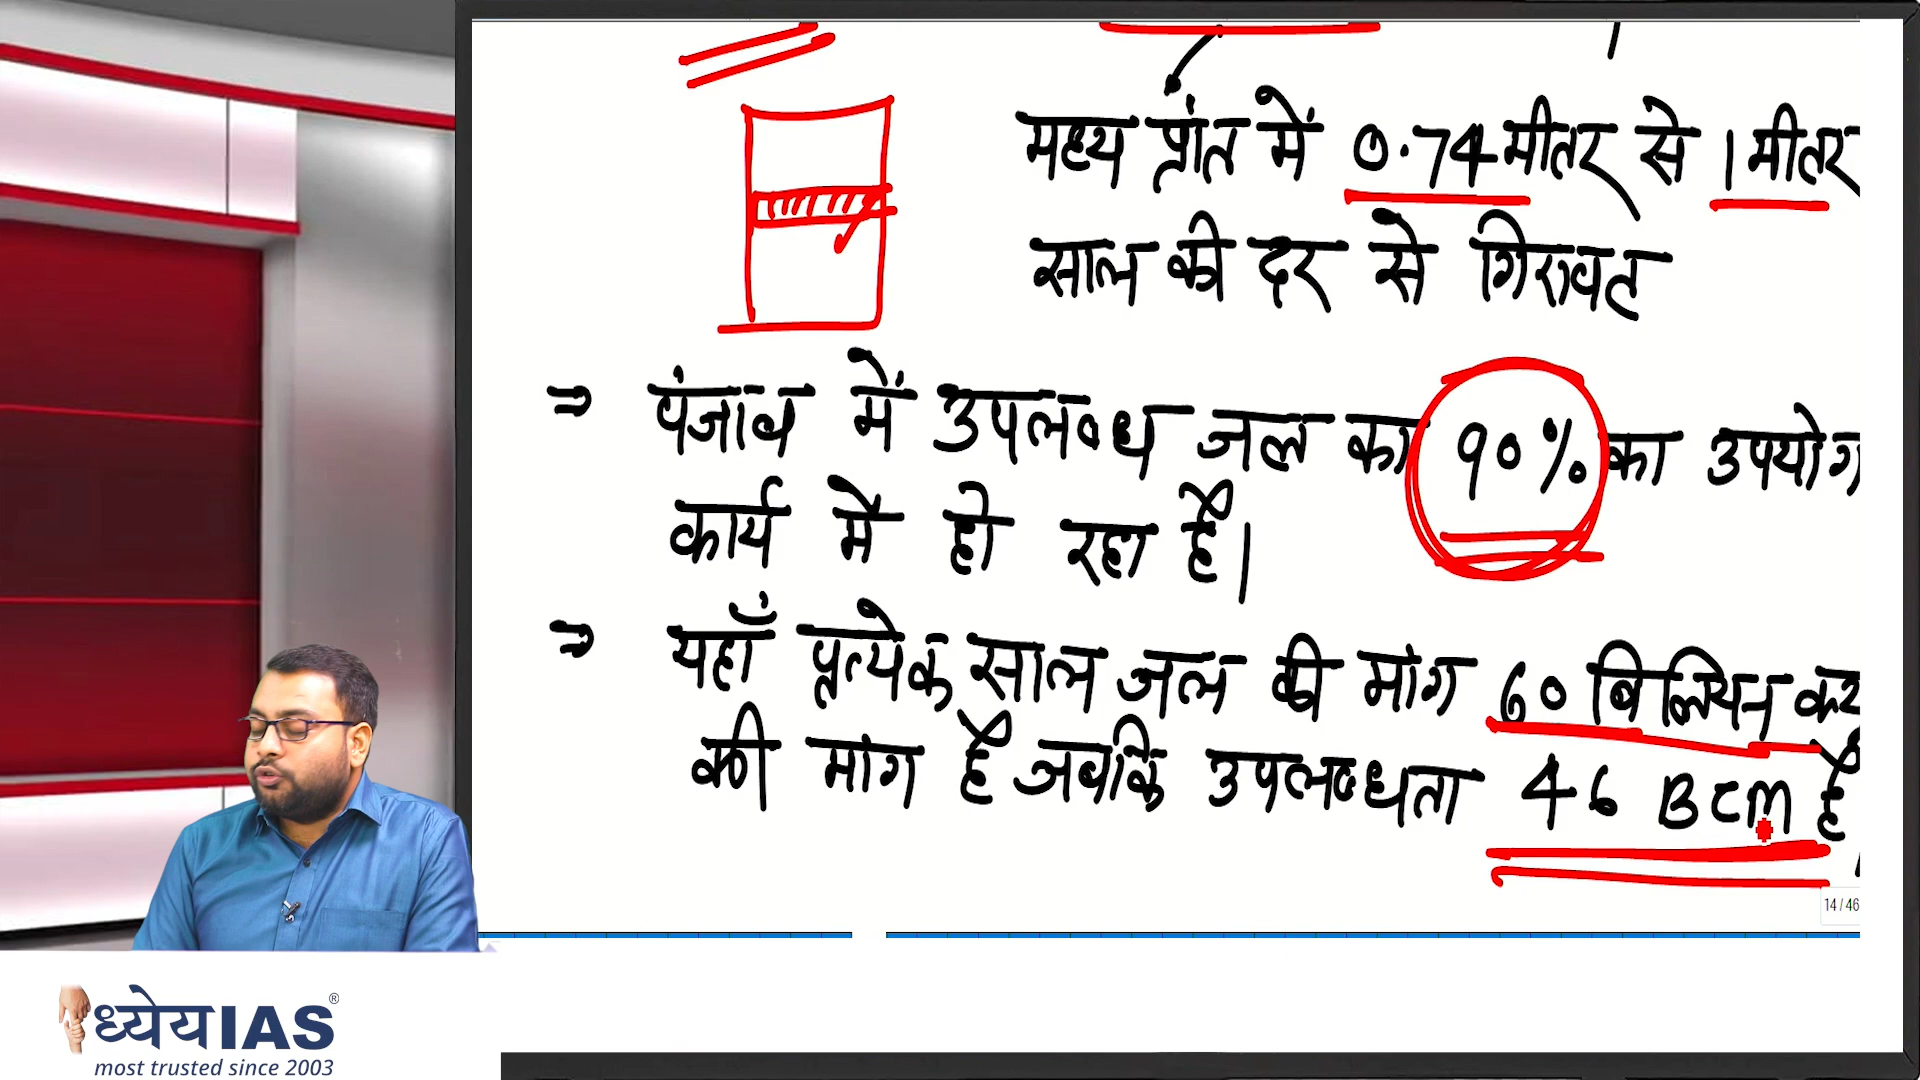 मध्य प्रांत में 0.74 मीटर से 1 मीटर
साल की दर से गिरावट
⇒ पंजाब में उपलब्ध जल का 90% का उपयोग
कार्य में हो रहा है।
⇒ यहाँ प्रत्येक साल जल की मांग 60 बिलियन
की मांग है जबकि उपलब्धता 46 BCM है
14 / 46
ध्येय IAS ®
most trusted since 2003